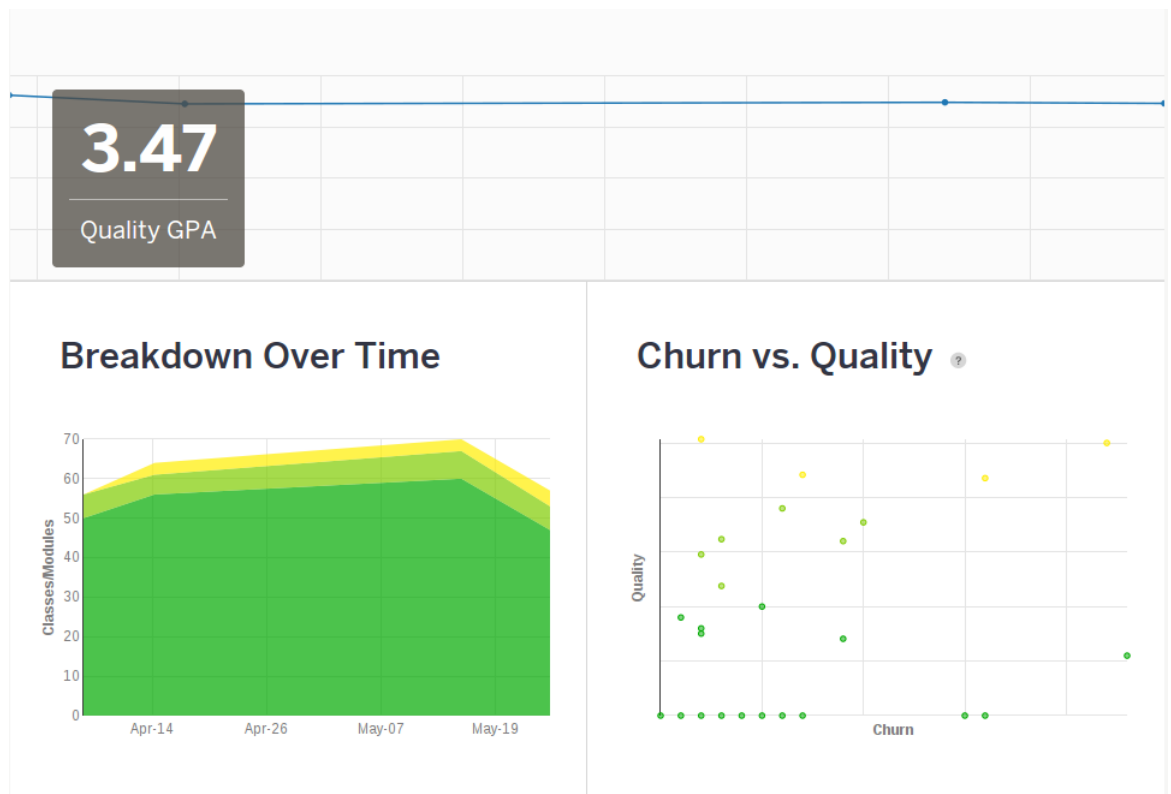 3.47
Quality GPA
Breakdown Over Time
Churn vs. Quality ?
70
60
50
40
30
20
10
0
Classes/Modules
Apr-14 Apr-26 May-07 May-19
Quality
Churn